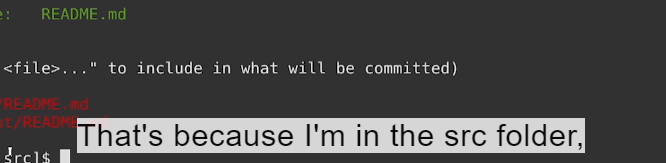 e: README.md
<file>..." to include in what will be committed)
/README.md
ut/README
That's because I'm in the src folder,
src]$